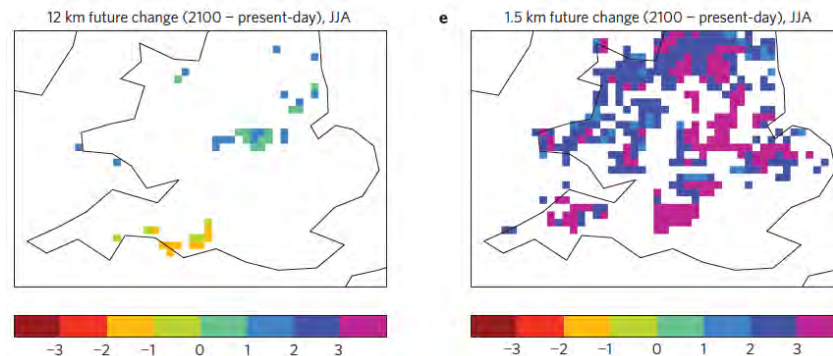 12 km future change (2100 – present-day), JJA
e
1.5 km future change (2100 – present-day), JJA
−3 −2 −1 0 1 2 3
−3 −2 −1 0 1 2 3